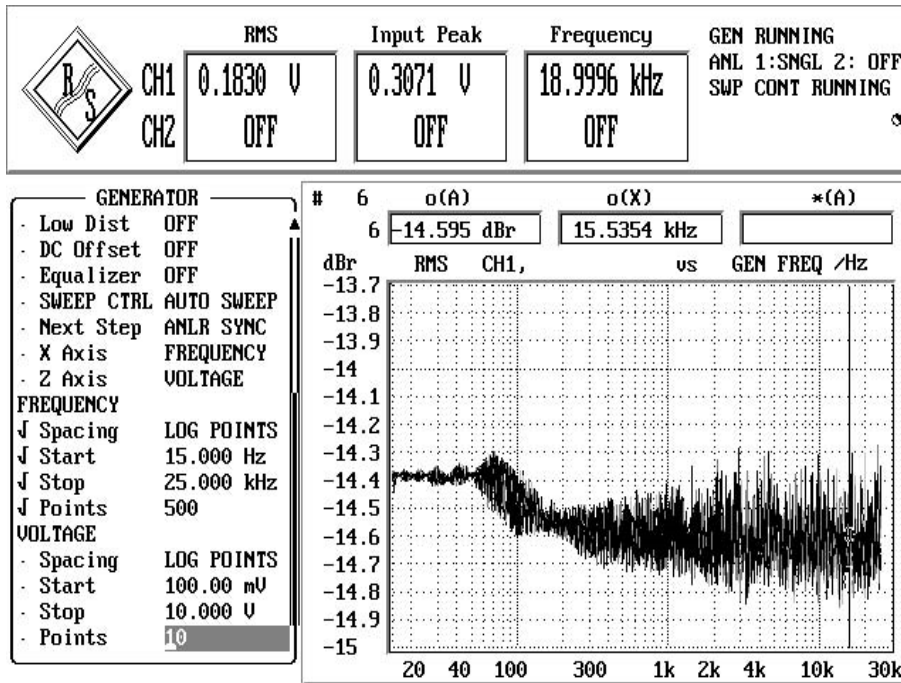 RMS Input Peak Frequency
R S
CH1 0.1830 V 0.3071 V 18.9996 kHz
CH2 OFF OFF OFF
GEN RUNNING
ANL 1:SNGL 2: OFF
SWP CONT RUNNING
GENERATOR
· Low Dist OFF
· DC Offset OFF
· Equalizer OFF
· SWEEP CTRL AUTO SWEEP
· Next Step ANLR SYNC
· X Axis FREQUENCY
· Z Axis VOLTAGE
FREQUENCY
√ Spacing LOG POINTS
√ Start 15.000 Hz
√ Stop 25.000 kHz
√ Points 500
VOLTAGE
· Spacing LOG POINTS
· Start 100.00 mV
· Stop 10.000 V
· Points 10
# 6 o(A) o(X) *(A)
6 -14.595 dBr 15.5354 kHz
dBr RMS CH1, vs GEN FREQ /Hz
-13.7
-13.8
-13.9
-14
-14.1
-14.2
-14.3
-14.4
-14.5
-14.6
-14.7
-14.8
-14.9
-15
20 40 100 300 1k 2k 4k 10k 30k